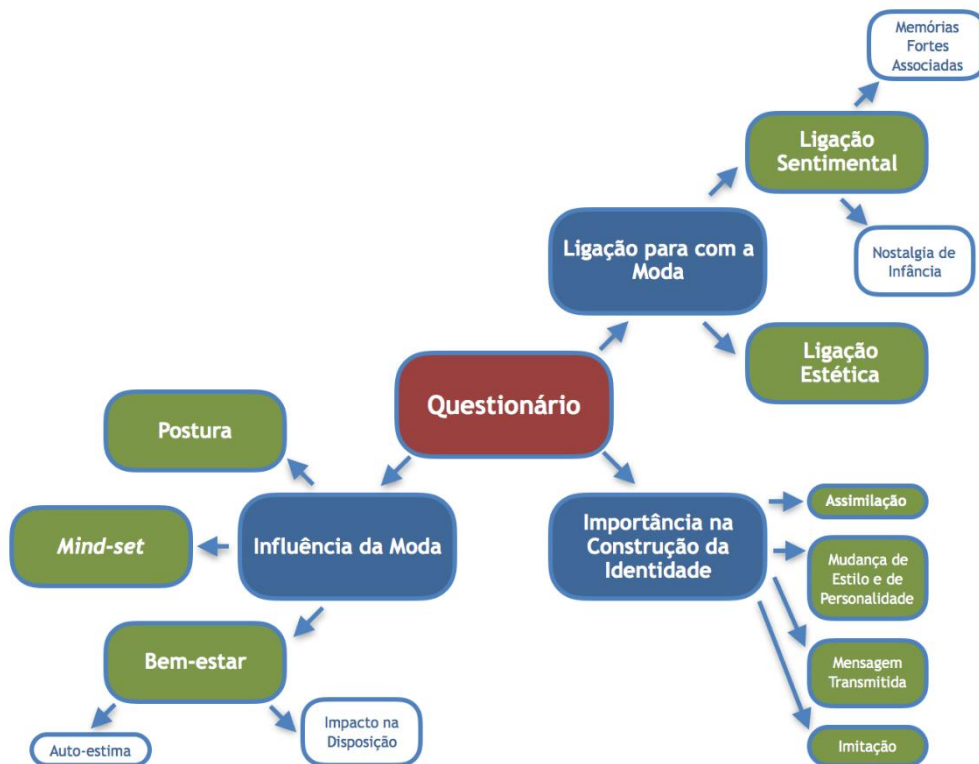 Memórias
Fortes
Associadas
Ligação
Sentimental
Ligação para com a
Moda
Nostalgia de
Infância
Ligação
Estética
Questionário
Postura
Mind-set
Influência da Moda
Bem-estar
Auto-estima
Impacto na
Disposição
Importância na
Construção da
Identidade
Assimilação
Mudança de
Estilo e de
Personalidade
Mensagem
Transmitida
Imitação